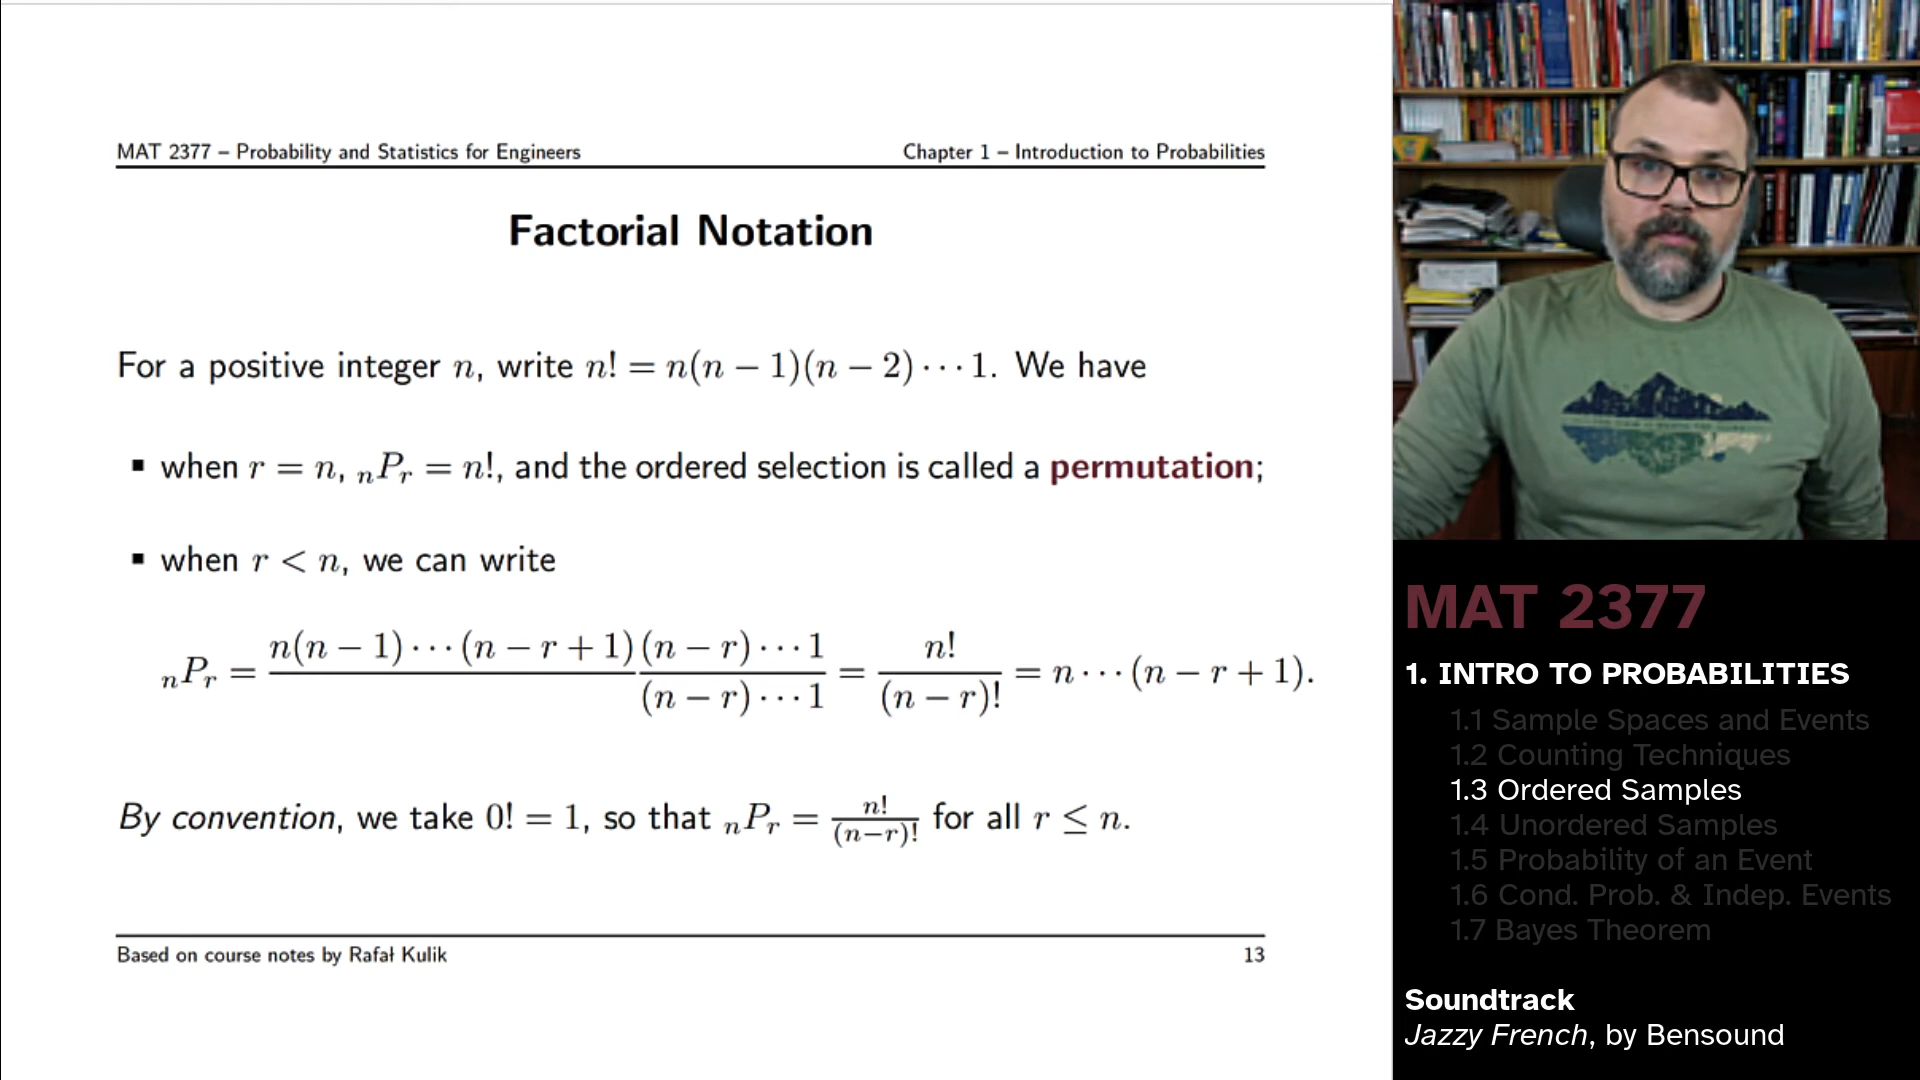 MAT 2377 – Probability and Statistics for Engineers
Chapter 1 – Introduction to Probabilities
Factorial Notation
For a positive integer n, write n! = n(n − 1)(n − 2) · · · 1. We have
▪ when r = n, ₙPᵣ = n!, and the ordered selection is called a permutation;
▪ when r < n, we can write
ₙPᵣ = n(n − 1) · · · (n − r + 1)(n − r) · · · 1 / (n − r) · · · 1 = n! / (n − r)! = n · · · (n − r + 1).
By convention, we take 0! = 1, so that ₙPᵣ = n!/(n−r)! for all r ≤ n.
Based on course notes by Rafał Kulik
13
MAT 2377
1. INTRO TO PROBABILITIES
1.1 Sample Spaces and Events
1.2 Counting Techniques
1.3 Ordered Samples
1.4 Unordered Samples
1.5 Probability of an Event
1.6 Cond. Prob. & Indep. Events
1.7 Bayes Theorem
Soundtrack
Jazzy French, by Bensound